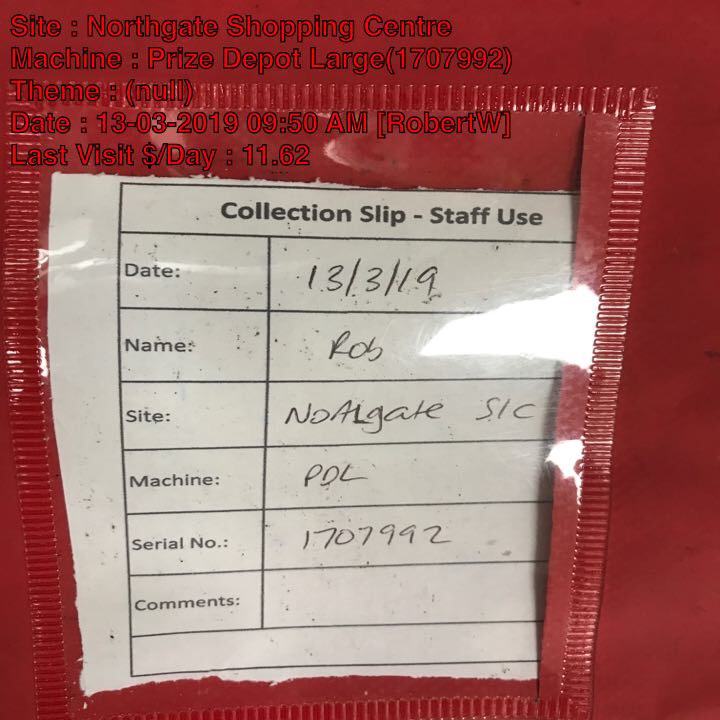 Site : Northgate Shopping Centre
Machine : Prize Depot Large(1707992)
Theme : (null)
Date : 13-03-2019 09:50 AM [RobertW]
Last Visit $/Day : 11.62
Collection Slip - Staff Use
Date: 13/3/19
Name: Rob
Site: Northgate S/C
Machine: PDL
Serial No.: 1707992
Comments: